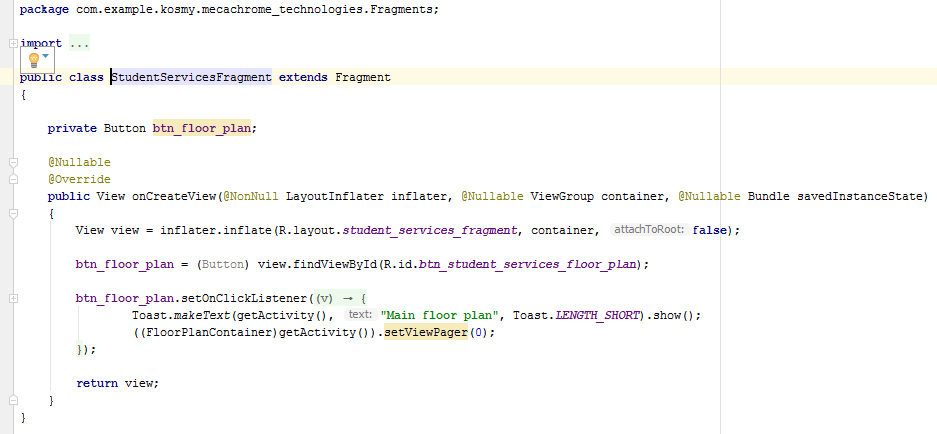 package com.example.kosmy.mecachrome_technologies.Fragments;
import ...
public class StudentServicesFragment extends Fragment
{
private Button btn_floor_plan;
@Nullable
@Override
public View onCreateView(@NonNull LayoutInflater inflater, @Nullable ViewGroup container, @Nullable Bundle savedInstanceState)
{
View view = inflater.inflate(R.layout.student_services_fragment, container, attachToRoot: false);
btn_floor_plan = (Button) view.findViewById(R.id.btn_student_services_floor_plan);
btn_floor_plan.setOnClickListener((v) → {
Toast.makeText(getActivity(), text: "Main floor plan", Toast.LENGTH_SHORT).show();
((FloorPlanContainer)getActivity()).setViewPager(0);
});
return view;
}
}